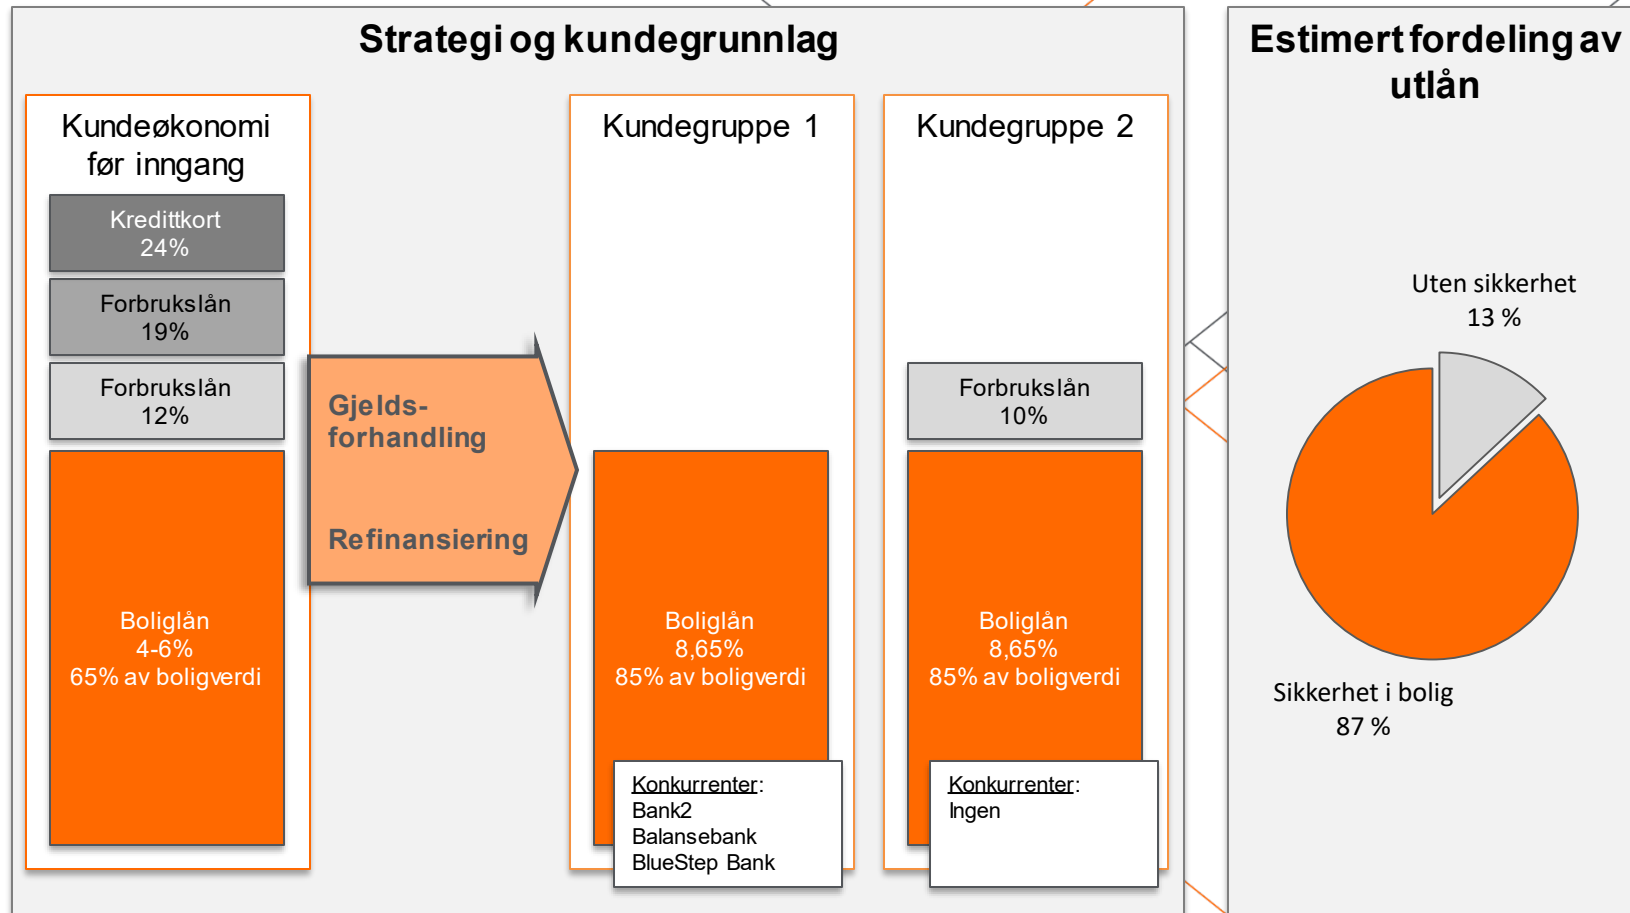 Strategi og kundegrunnlag
Kundeøkonomi
før inngang
Kredittkort
24%
Forbrukslån
19%
Forbrukslån
12%
Boliglån
4-6%
65% av boligverdi
Gjelds-
forhandling
Refinansiering
Kundegruppe 1
Boliglån
8,65%
85% av boligverdi
Konkurrenter:
Bank2
Balansebank
BlueStep Bank
Kundegruppe 2
Forbrukslån
10%
Boliglån
8,65%
85% av boligverdi
Konkurrenter:
Ingen
Estimert fordeling av
utlån
Uten sikkerhet
13 %
Sikkerhet i bolig
87 %